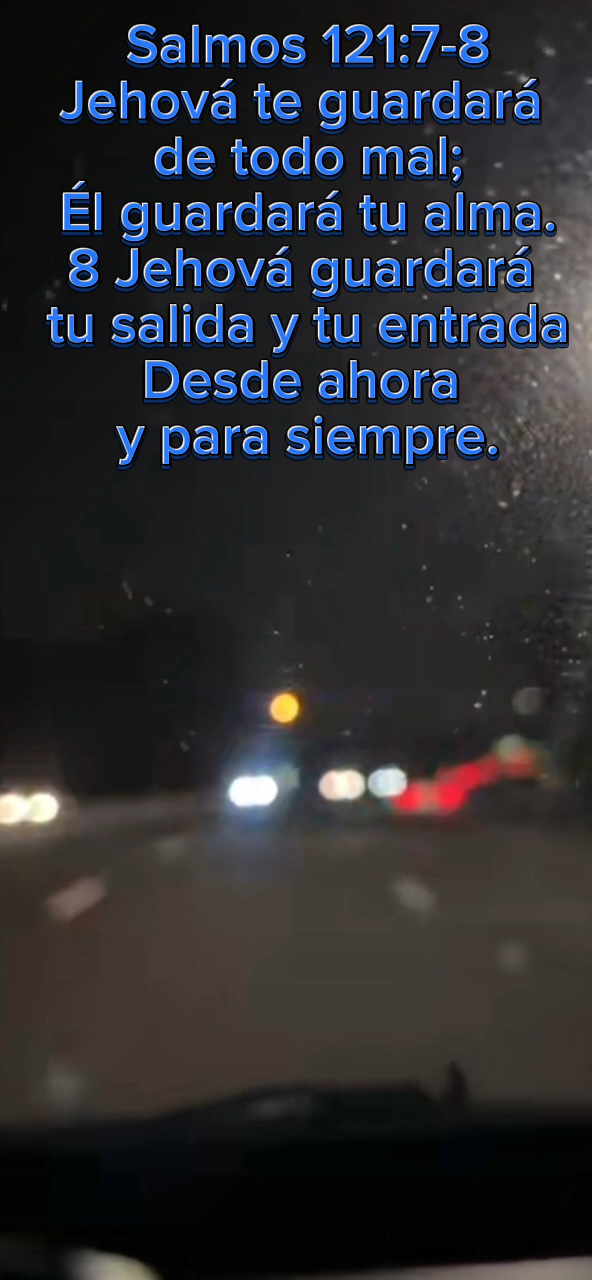 Salmos 121:7-8
Jehová te guardará
de todo mal;
Él guardará tu alma.
8 Jehová guardará
tu salida y tu entrada
Desde ahora
y para siempre.